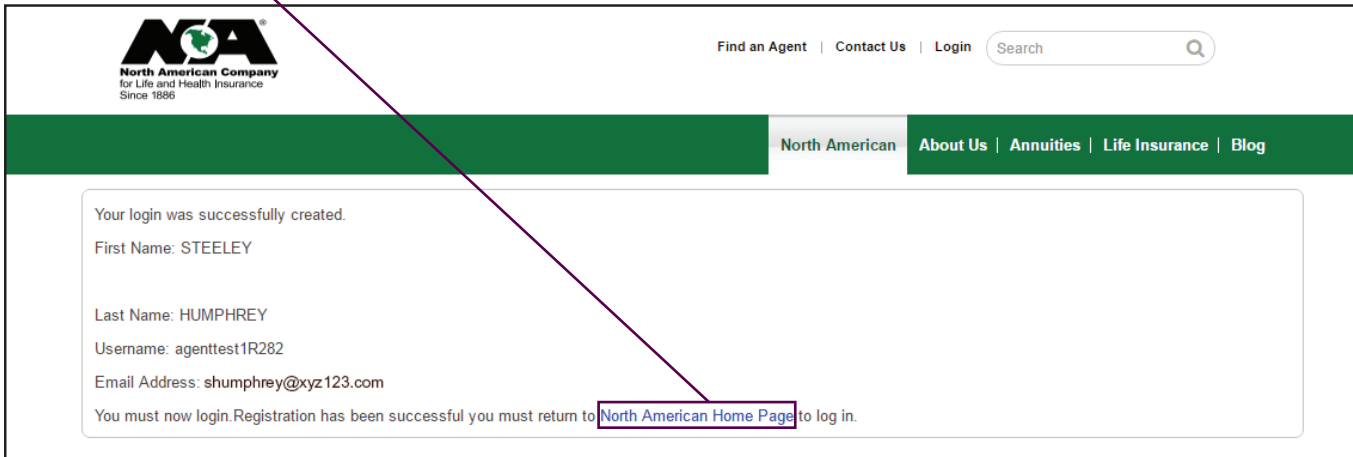 NA®
North American Company
for Life and Health Insurance
Since 1886
Find an Agent | Contact Us | Login Search
North American About Us | Annuities | Life Insurance | Blog
Your login was successfully created.
First Name: STEELEY
Last Name: HUMPHREY
Username: agenttest1R282
Email Address: shumphrey@xyz123.com
You must now login.Registration has been successful you must return to North American Home Page to log in.